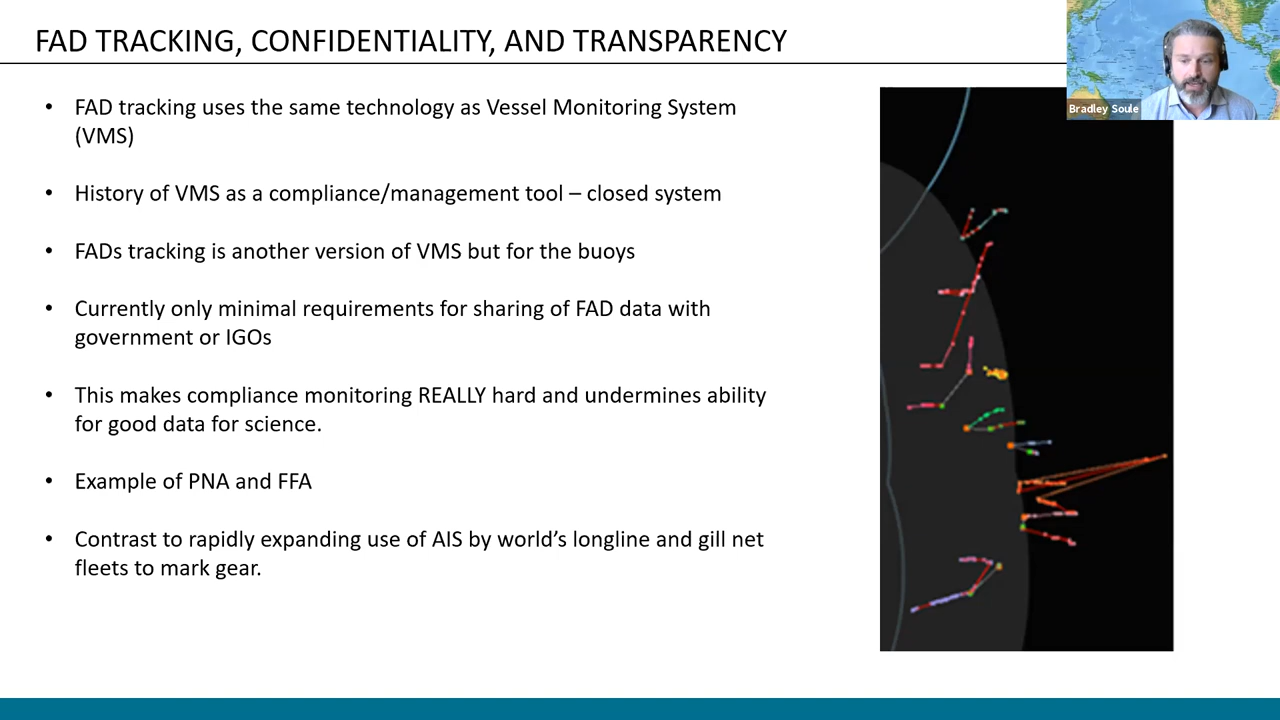 FAD TRACKING, CONFIDENTIALITY, AND TRANSPARENCY
Bradley Soule
• FAD tracking uses the same technology as Vessel Monitoring System
(VMS)
• History of VMS as a compliance/management tool – closed system
• FADs tracking is another version of VMS but for the buoys
• Currently only minimal requirements for sharing of FAD data with
government or IGOs
• This makes compliance monitoring REALLY hard and undermines ability
for good data for science.
• Example of PNA and FFA
• Contrast to rapidly expanding use of AIS by world’s longline and gill net
fleets to mark gear.